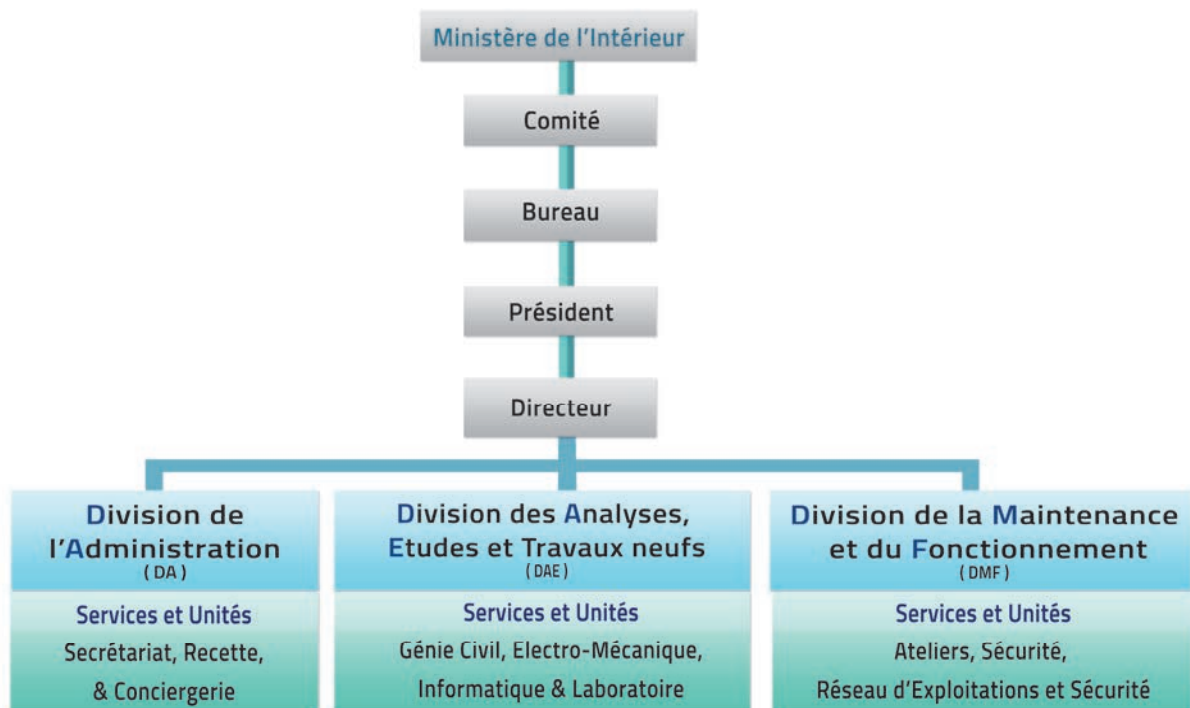 Ministère de l'Intérieur
Comité
Bureau
Président
Directeur
Division de
l'Administration
( DA )
Services et Unités
Secrétariat, Recette,
& Conciergerie
Division des Analyses,
Etudes et Travaux neufs
( DAE )
Services et Unités
Génie Civil, Electro-Mécanique,
Informatique & Laboratoire
Division de la Maintenance
et du Fonctionnement
( DMF )
Services et Unités
Ateliers, Sécurité,
Réseau d'Exploitations et Sécurité